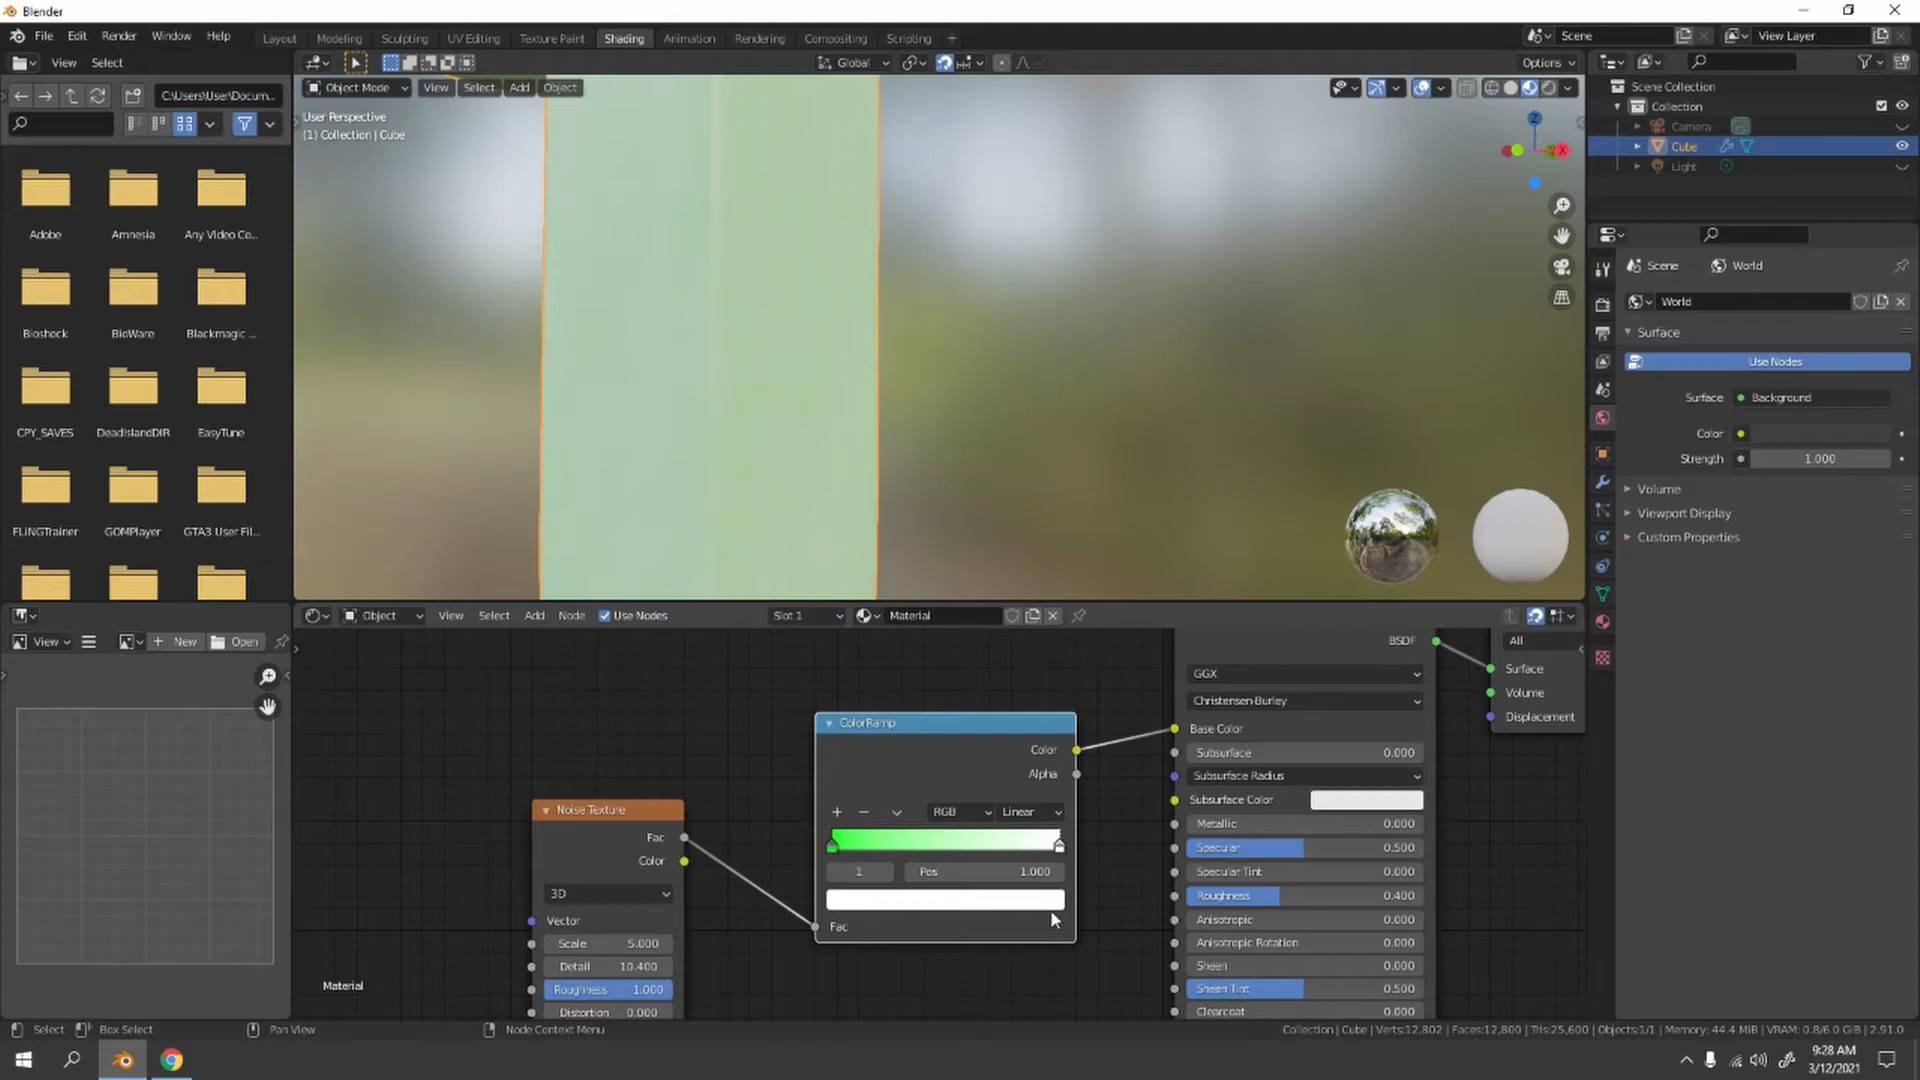 Blender
File Edit Render Window Help
Layout Modeling Sculpting UV Editing Texture Paint Shading Animation Rendering Compositing Scripting +
Scene
View Layer
View Select
Global
Options
C:\Users\User\Docum...
Object Mode View Select Add Object
User Perspective
(1) Collection | Cube
Z
X
Scene Collection
Collection
Camera
Cube
Light
Adobe
Amnesia
Any Video Co...
Bioshock
BioWare
Blackmagic ...
CPY_SAVES
DeadIslandDIR
EasyTune
FLiNGTrainer
GOMPlayer
GTA3 User Fil...
Scene World
World
Surface
Use Nodes
Surface Background
Color
Strength 1.000
Volume
Viewport Display
Custom Properties
View
+ New
Open
Object View Select Add Node Use Nodes
Slot 1
Material
Noise Texture
Fac
Color
3D
Vector
Scale 5.000
Detail 10.400
Roughness 1.000
Distortion 0.000
ColorRamp
Color
Alpha
+ − RGB Linear
1 Pos 1.000
Fac
BSDF
GGX
Christensen-Burley
Base Color
Subsurface 0.000
Subsurface Radius
Subsurface Color
Metallic 0.000
Specular 0.500
Specular Tint 0.000
Roughness 0.400
Anisotropic 0.000
Anisotropic Rotation 0.000
Sheen 0.000
Sheen Tint 0.500
Clearcoat 0.000
All
Surface
Volume
Displacement
Material
Select Box Select Pan View Node Context Menu
Collection | Cube | Verts:12,802 | Faces:12,800 | Tris:25,600 | Objects:1/1 | Memory: 44.4 MiB | VRAM: 0.8/6.0 GiB | 2.91.0
9:28 AM
3/12/2021